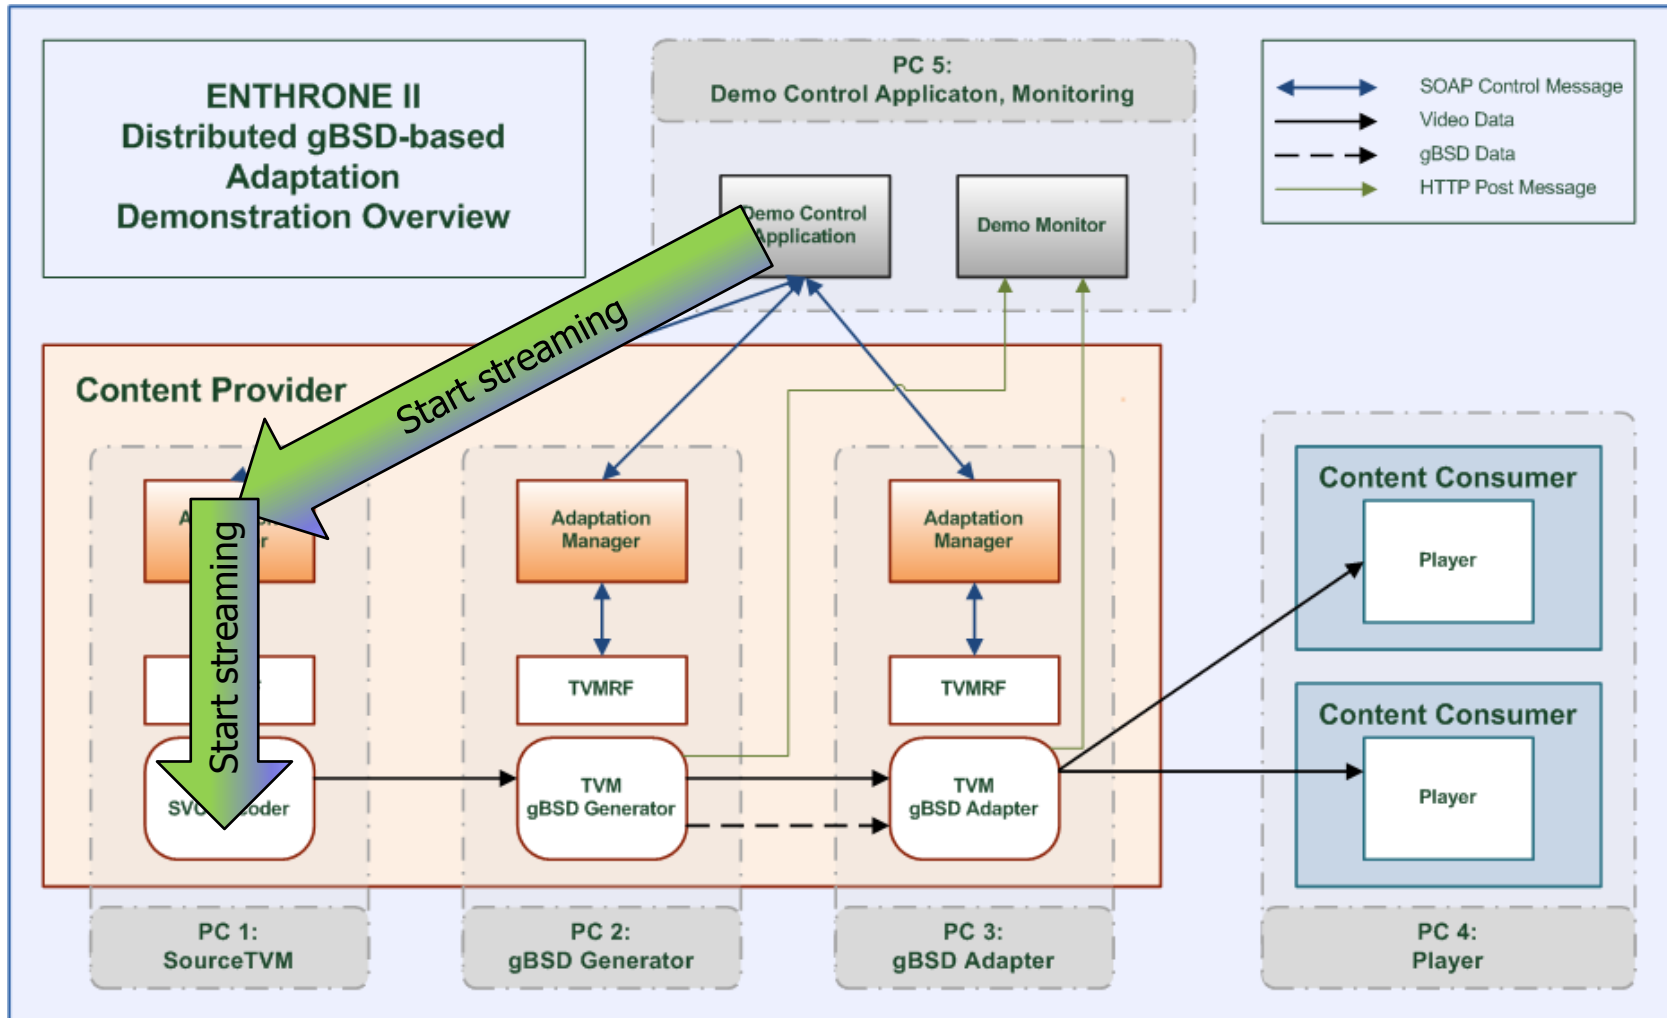 ENTHRONE II
Distributed gBSD-based
Adaptation
Demonstration Overview
PC 5:
Demo Control Applicaton, Monitoring
SOAP Control Message
Video Data
gBSD Data
HTTP Post Message
Demo Control
Application
Demo Monitor
Start streaming
Content Provider
Start streaming
Adaptation
Manager
Adaptation
Manager
TVMRF
TVMRF
TVM
gBSD Generator
TVM
gBSD Adapter
Content Consumer
Player
Content Consumer
Player
PC 1:
SourceTVM
PC 2:
gBSD Generator
PC 3:
gBSD Adapter
PC 4:
Player